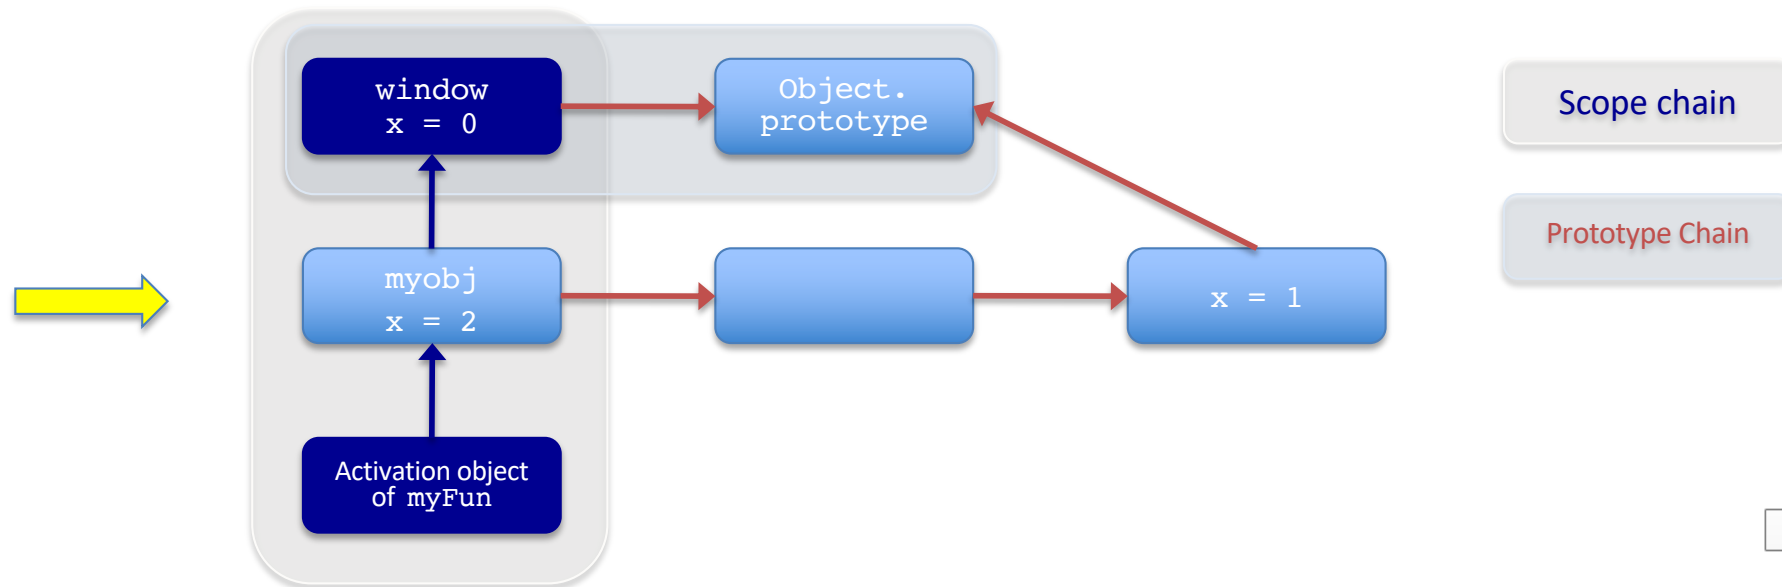 window
x = 0
Object.
prototype
Scope chain
Prototype Chain
myobj
x = 2
x = 1
Activation object
of myFun